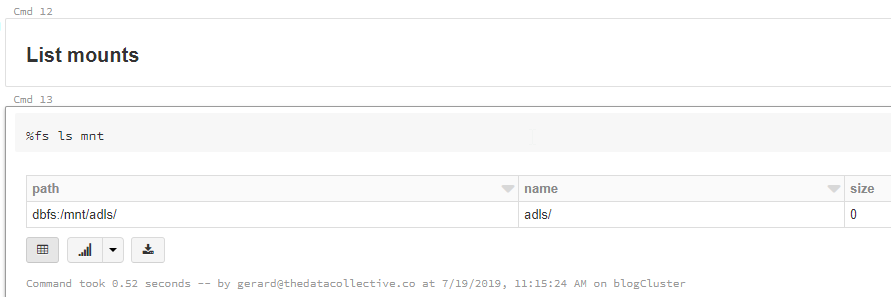 Cmd 12
List mounts
Cmd 13
%fs ls mnt
path name size
dbfs:/mnt/adls/ adls/ 0
Command took 0.52 seconds -- by gerard@thedatacollective.co at 7/19/2019, 11:15:24 AM on blogCluster